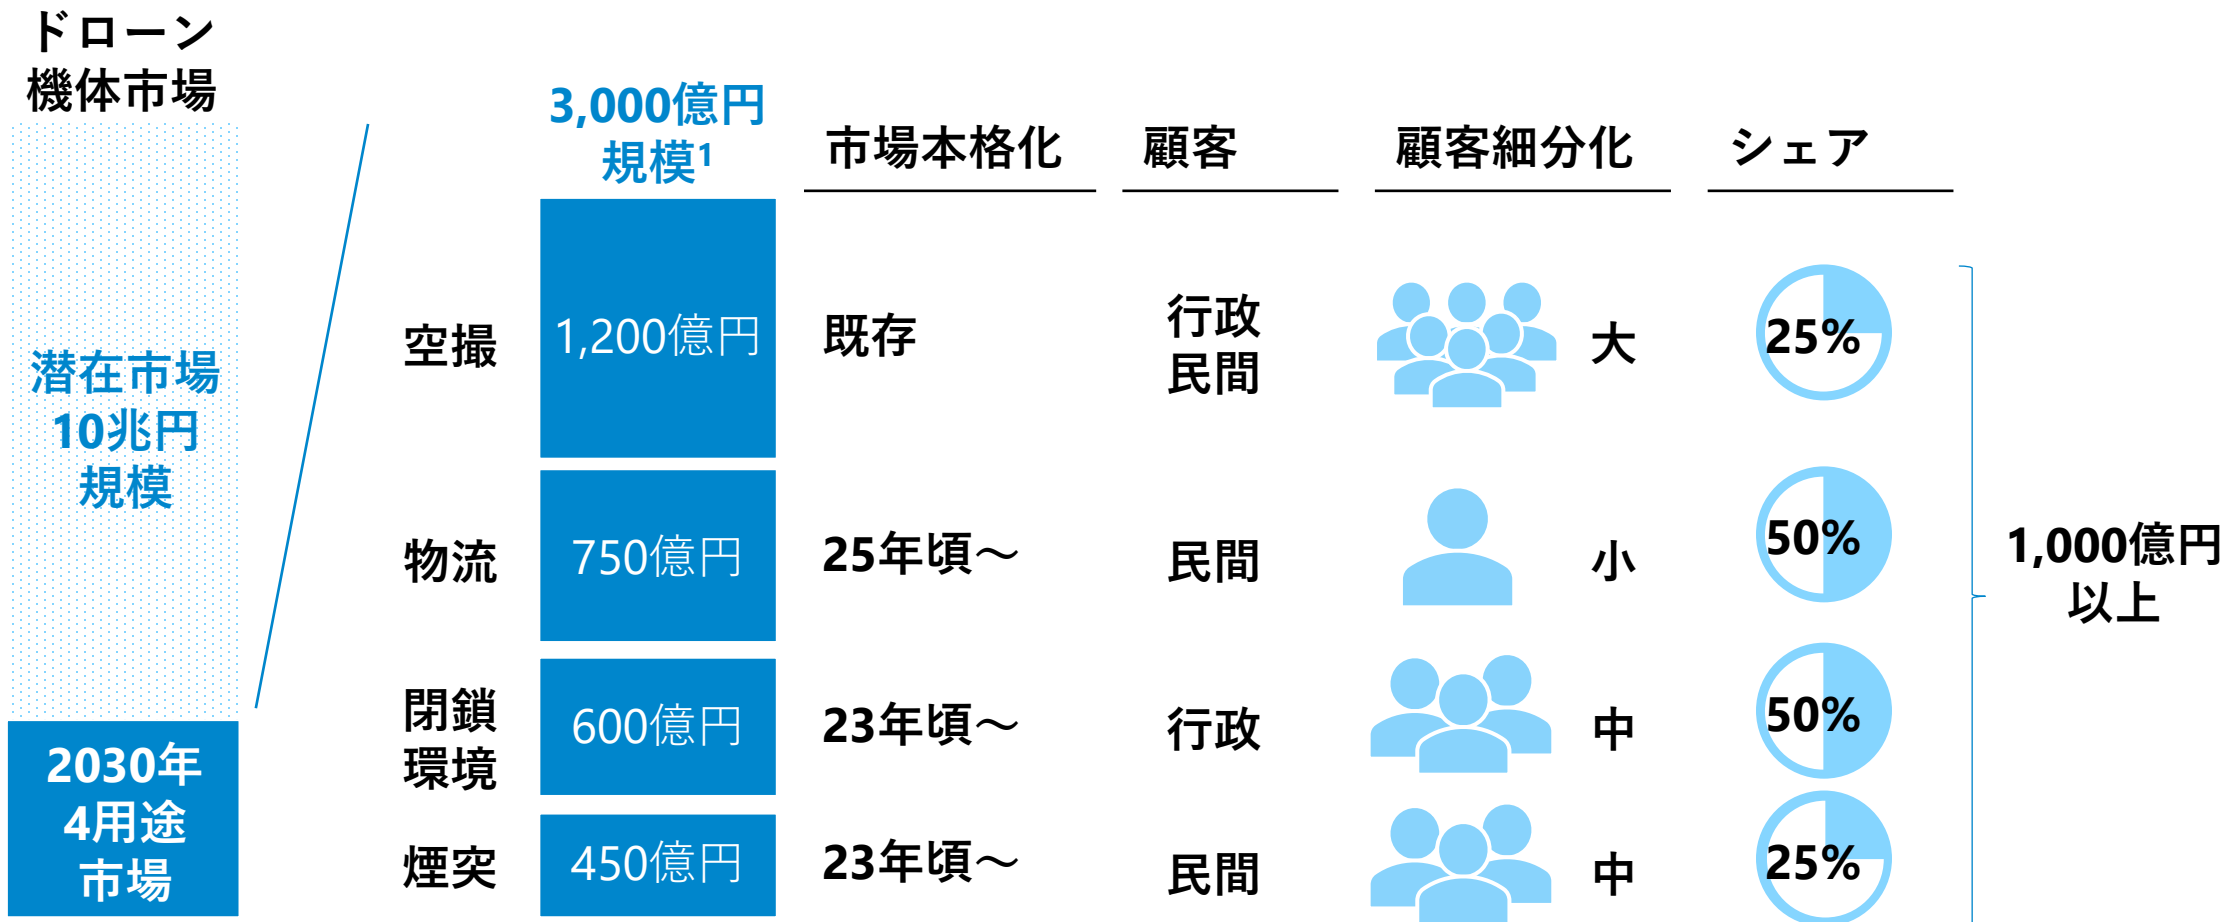 ドローン
機体市場
潜在市場
10兆円
規模
2030年
4用途
市場
3,000億円
規模1
市場本格化
顧客
顧客細分化
シェア
空撮
1,200億円
既存
行政
民間
大
25%
物流
750億円
25年頃～
民間
小
50%
閉鎖
環境
600億円
23年頃～
行政
中
50%
煙突
450億円
23年頃～
民間
中
25%
1,000億円
以上